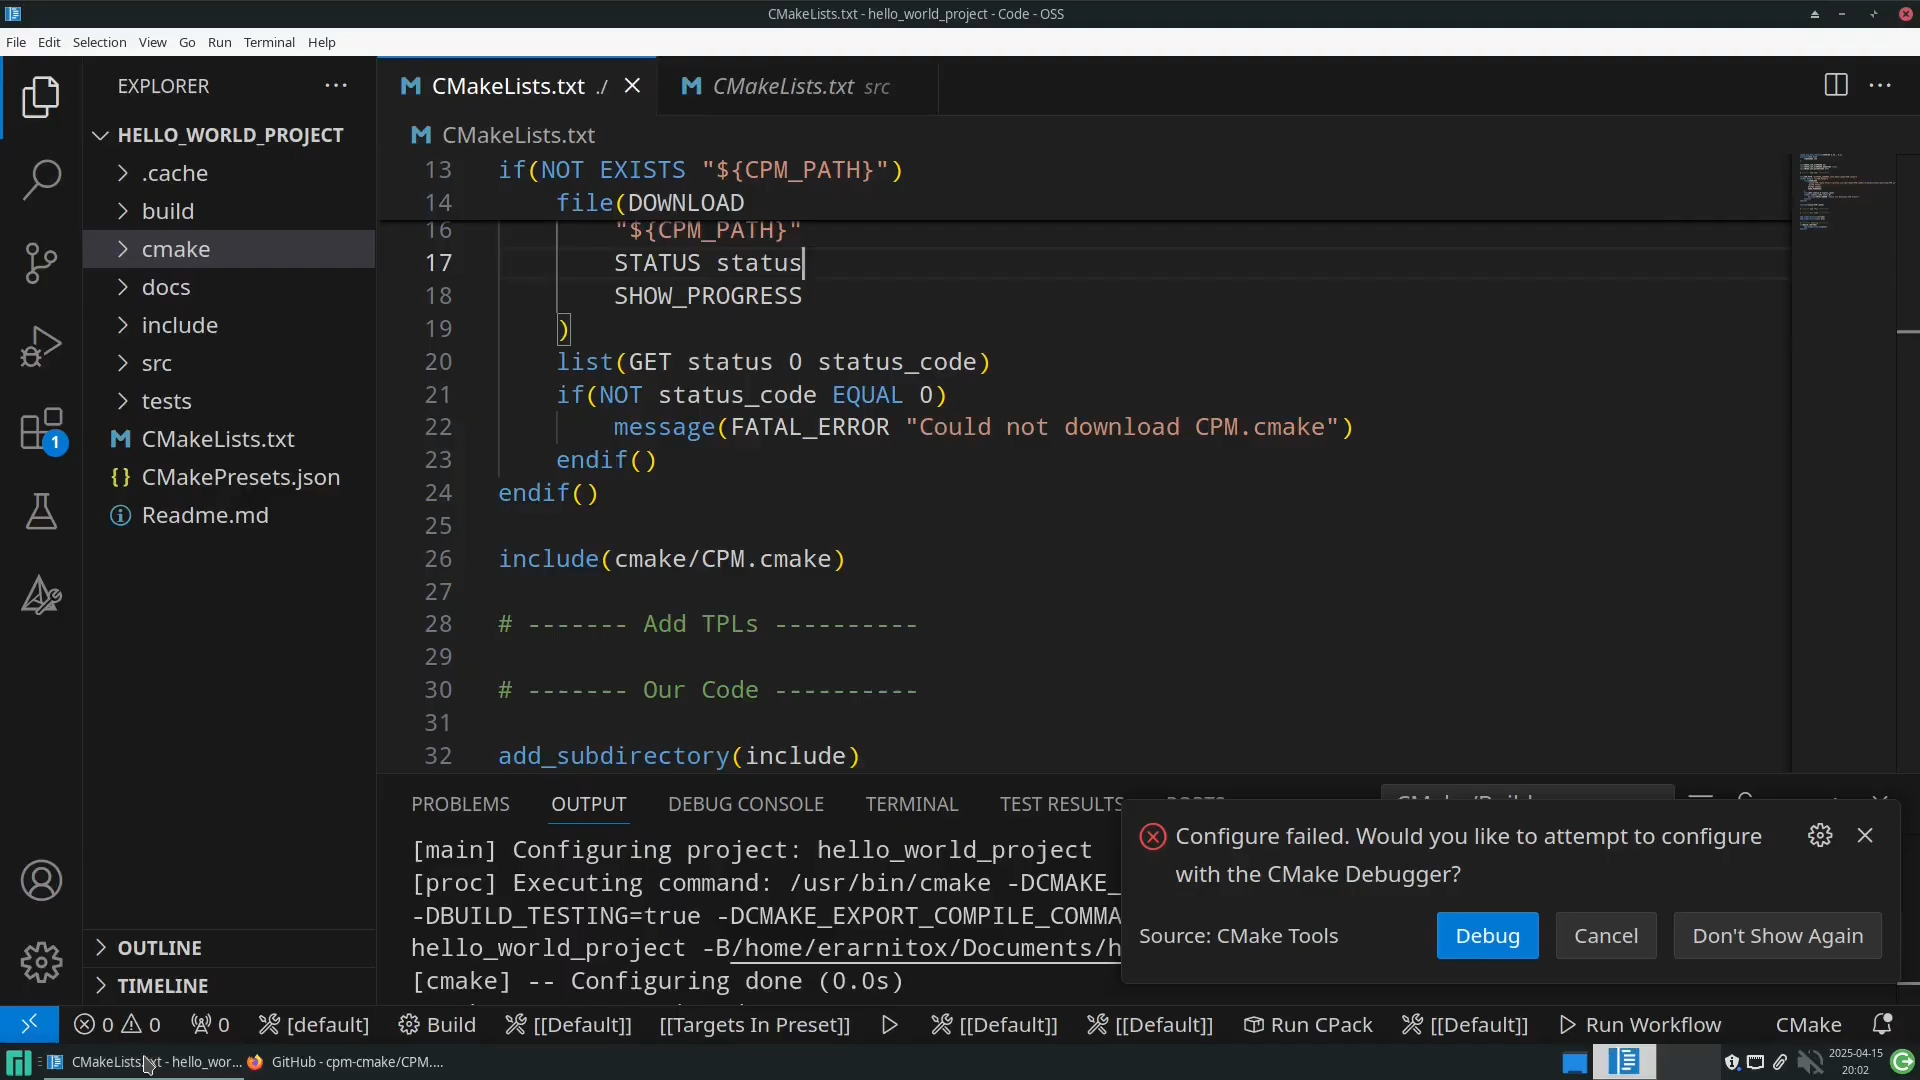 CMakeLists.txt - hello_world_project - Code - OSS
File Edit Selection View Go Run Terminal Help
EXPLORER
HELLO_WORLD_PROJECT
.cache
build
cmake
docs
include
src
tests
CMakeLists.txt
CMakePresets.json
Readme.md
OUTLINE
TIMELINE
1
CMakeLists.txt ./
CMakeLists.txt src
CMakeLists.txt
13 if(NOT EXISTS "${CPM_PATH}")
14 file(DOWNLOAD
16 "${CPM_PATH}"
17 STATUS status
18 SHOW_PROGRESS
19 )
20 list(GET status 0 status_code)
21 if(NOT status_code EQUAL 0)
22 message(FATAL_ERROR "Could not download CPM.cmake")
23 endif()
24 endif()
25
26 include(cmake/CPM.cmake)
27
28 # ------- Add TPLs ----------
29
30 # ------- Our Code ----------
31
32 add_subdirectory(include)
PROBLEMS OUTPUT DEBUG CONSOLE TERMINAL TEST RESULTS
[main] Configuring project: hello_world_project
[proc] Executing command: /usr/bin/cmake -DCMAKE_
-DBUILD_TESTING=true -DCMAKE_EXPORT_COMPILE_COMMA
hello_world_project -B/home/erarnitox/Documents/h
[cmake] -- Configuring done (0.0s)
Configure failed. Would you like to attempt to configure
with the CMake Debugger?
Source: CMake Tools
Debug
Cancel
Don't Show Again
0 0 0 [default] Build [[Default]] [[Targets In Preset]] [[Default]] [[Default]] Run CPack [[Default]] Run Workflow CMake
CMakeLists.txt - hello_wor... GitHub - cpm-cmake/CPM....
2025-04-15
20:02